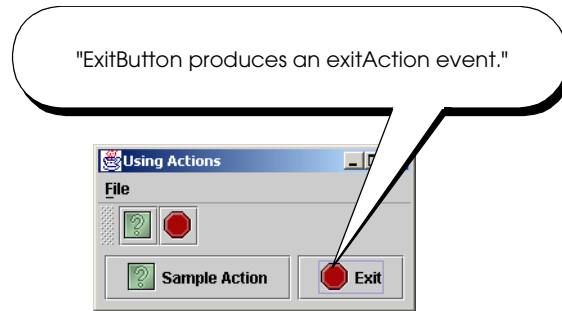 "ExitButton produces an exitAction event."
Using Actions
File
Sample Action
Exit